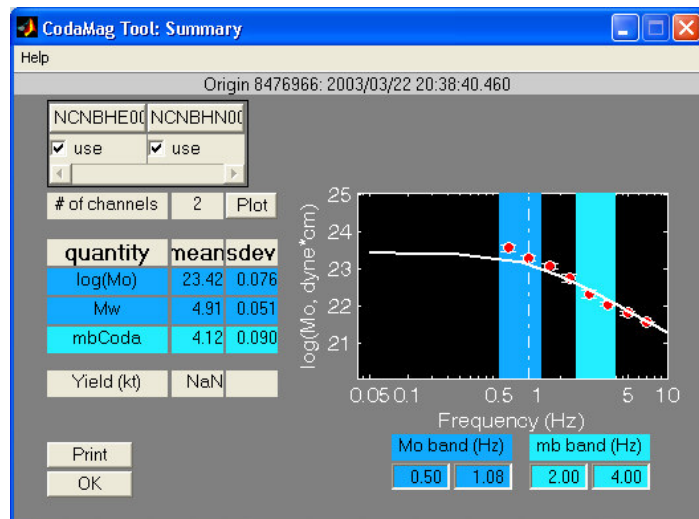 CodaMag Tool: Summary
Help
Origin 8476966: 2003/03/22 20:38:40.460
NCNBHE00 NCNBHN00
use use
# of channels 2 Plot
quantity mean sdev
log(Mo) 23.42 0.076
Mw 4.91 0.051
mbCoda 4.12 0.090
Yield (kt) NaN
Print
OK
log(Mo, dyne*cm)
25
24
23
22
21
0.05 0.1 0.5 1 5 10
Frequency (Hz)
Mo band (Hz) mb band (Hz)
0.50 1.08 2.00 4.00